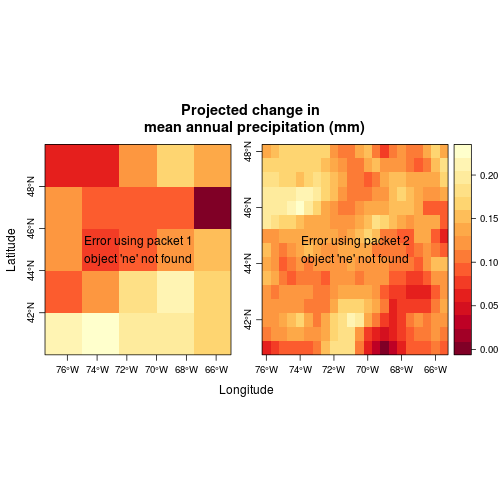 Projected change in
mean annual precipitation (mm)
Latitude
48°N
46°N
44°N
42°N
Error using packet 1
object 'ne' not found
76°W 74°W 72°W 70°W 68°W 66°W
48°N
46°N
44°N
42°N
Error using packet 2
object 'ne' not found
76°W 74°W 72°W 70°W 68°W 66°W
0.20
0.15
0.10
0.05
0.00
Longitude